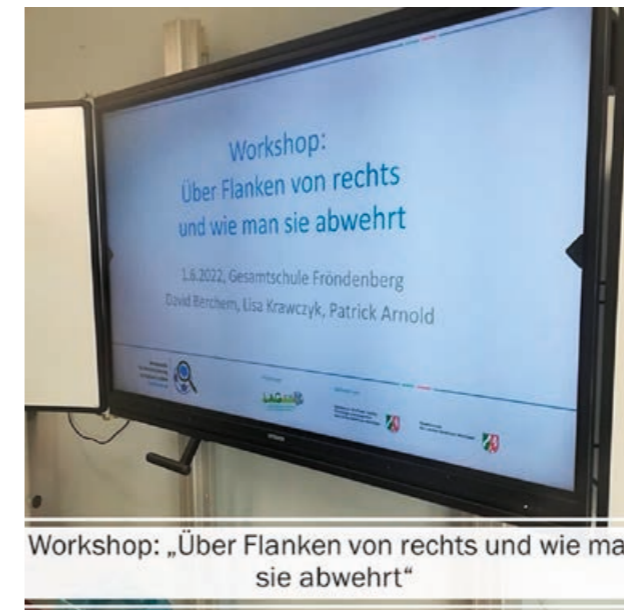 Workshop:
Über Flanken von rechts
und wie man sie abwehrt
1.6.2022, Gesamtschule Fröndenberg
David Berchem, Lisa Krawczyk, Patrick Arnold
LAG
Workshop: „Über Flanken von rechts und wie ma
sie abwehrt“